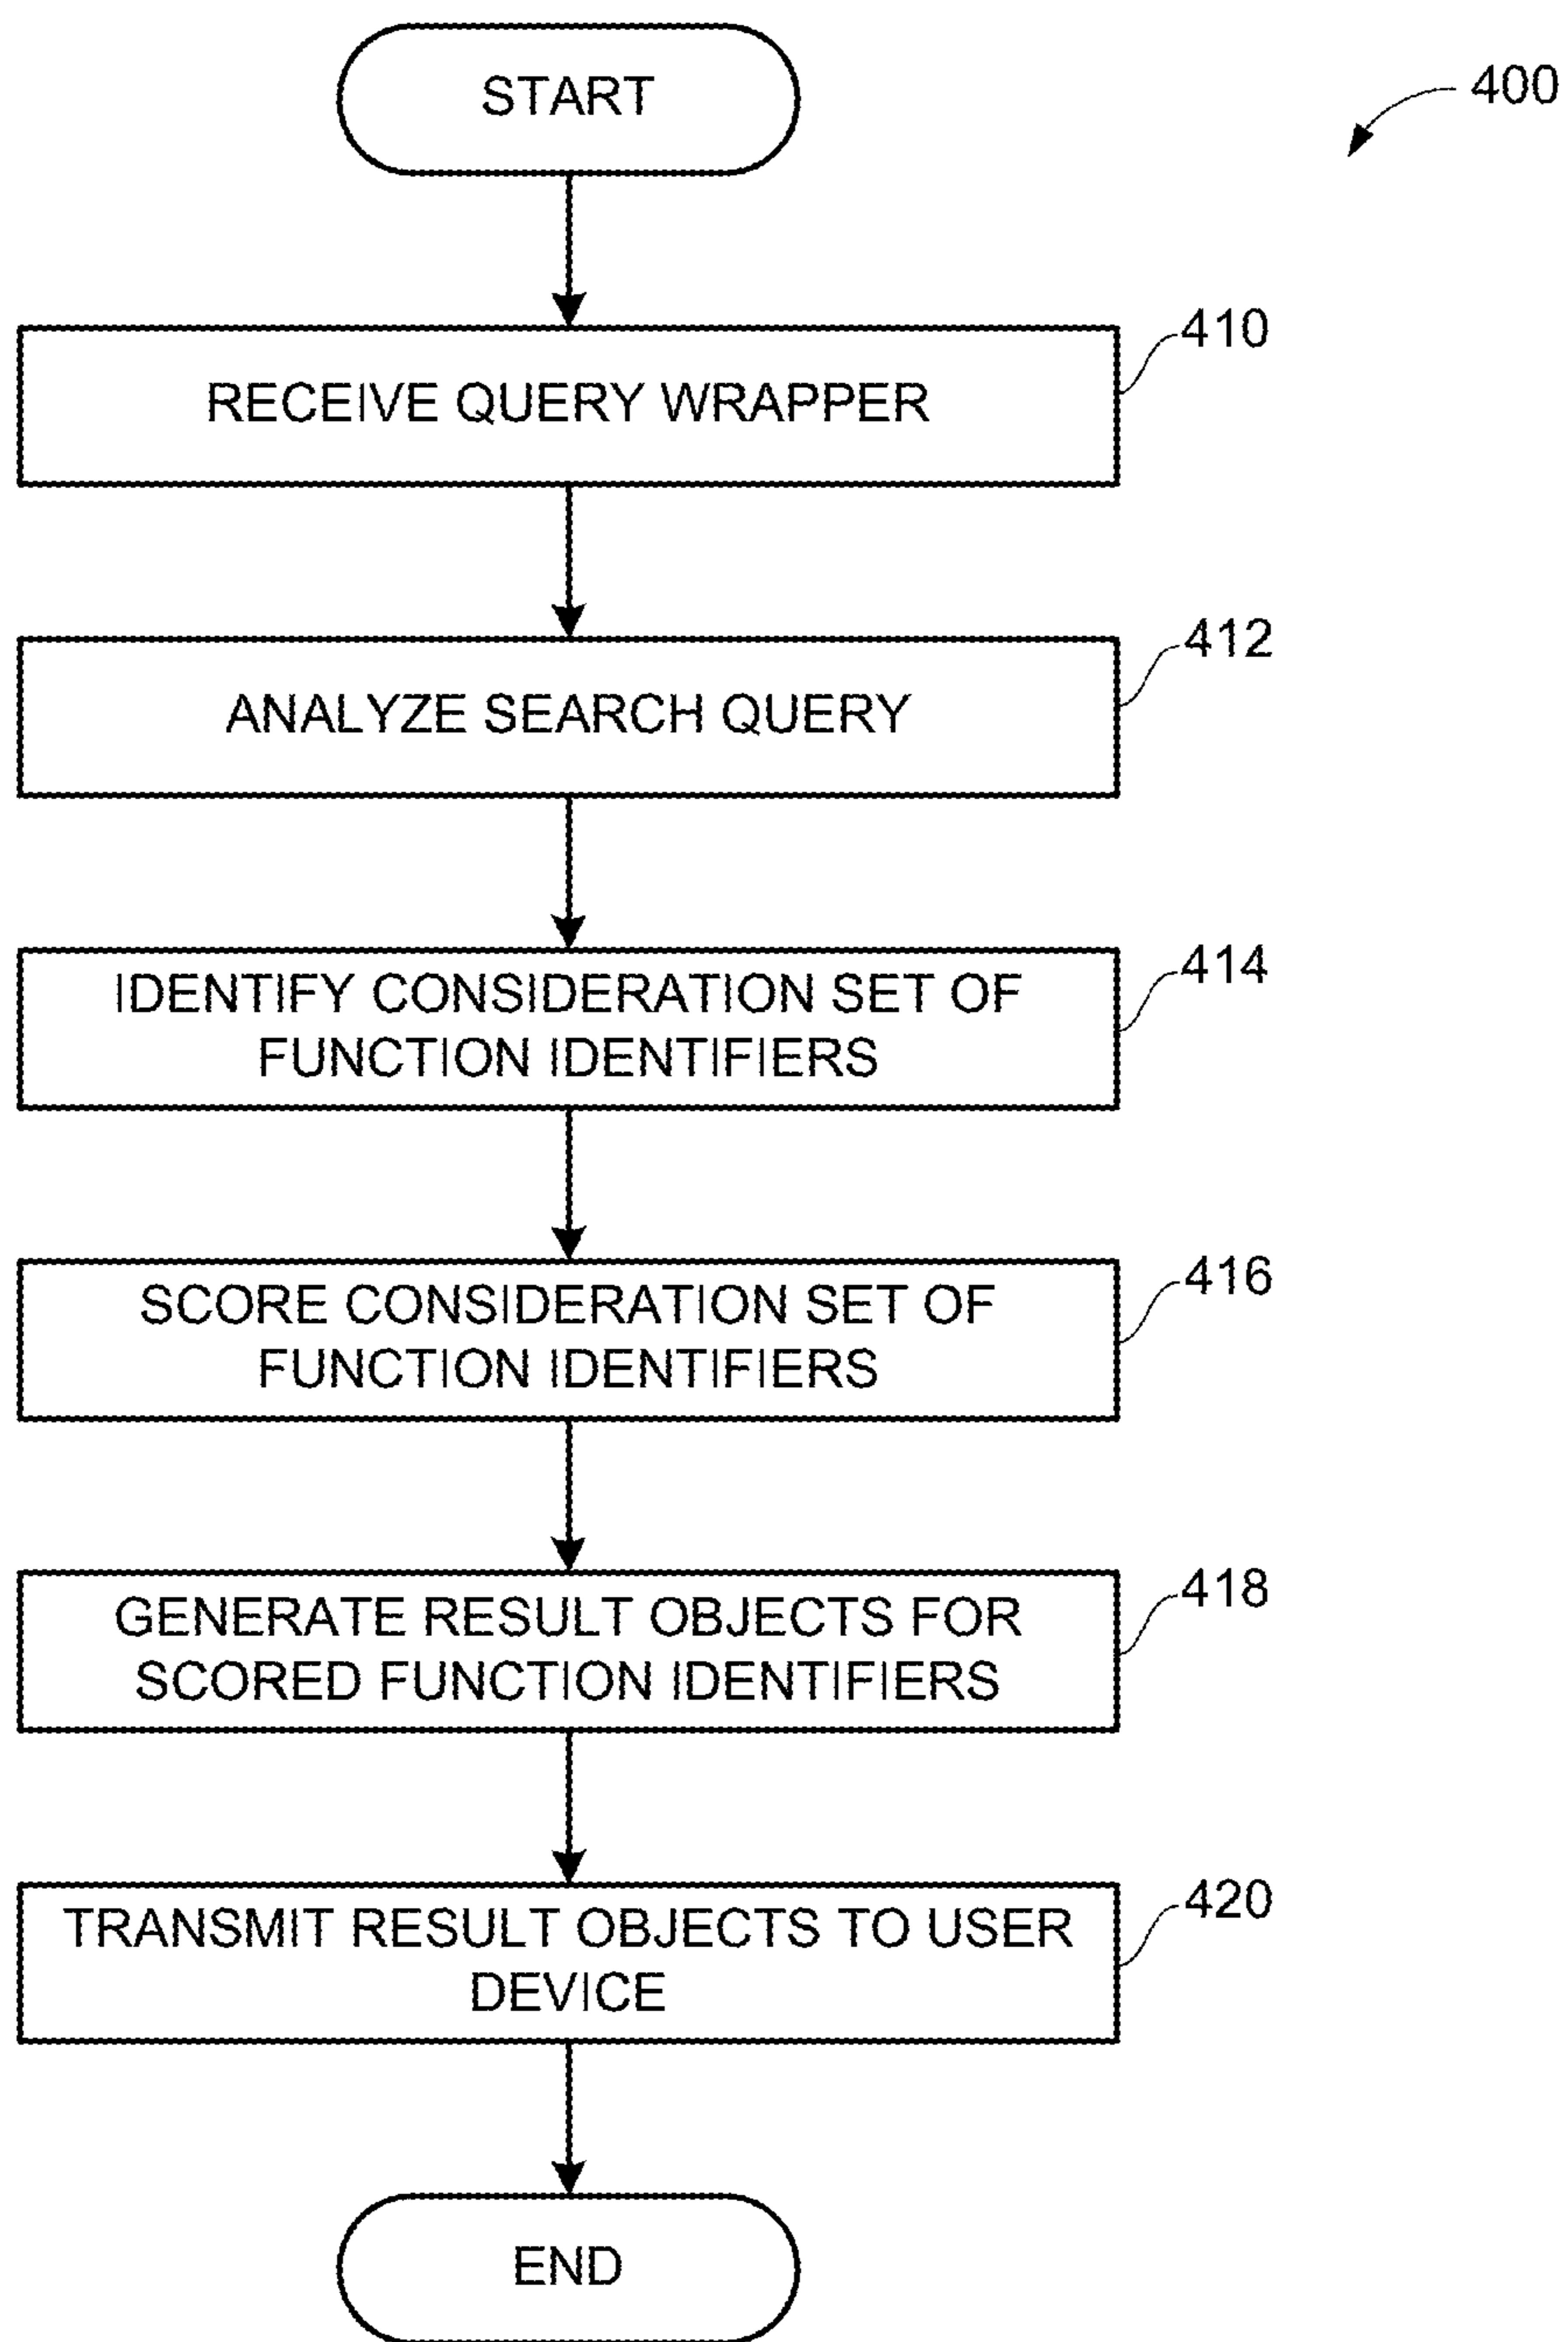 START
400
410
RECEIVE QUERY WRAPPER
412
ANALYZE SEARCH QUERY
414
IDENTIFY CONSIDERATION SET OF
FUNCTION IDENTIFIERS
416
SCORE CONSIDERATION SET OF
FUNCTION IDENTIFIERS
418
GENERATE RESULT OBJECTS FOR
SCORED FUNCTION IDENTIFIERS
420
TRANSMIT RESULT OBJECTS TO USER
DEVICE
END